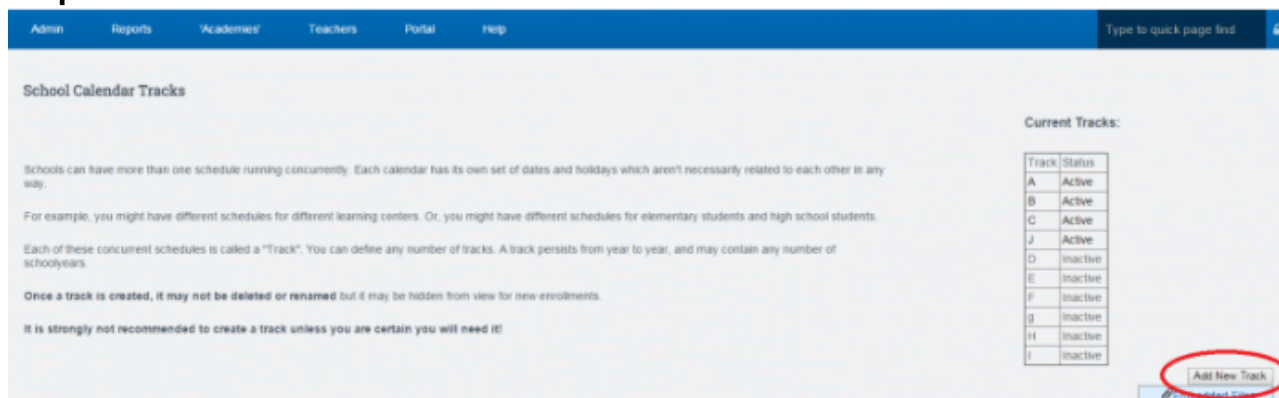 Admin Reports 'Academies' Teachers Portal Help Type to quick page find
School Calendar Tracks
Current Tracks:
Schools can have more than one schedule running concurrently. Each calendar has its own set of dates and holidays which aren't necessarily related to each other in any
way.
For example, you might have different schedules for different learning centers. Or, you might have different schedules for elementary students and high school students.
Each of these concurrent schedules is called a "Track". You can define any number of tracks. A track persists from year to year, and may contain any number of
schoolyears.
Once a track is created, it may not be deleted or renamed but it may be hidden from view for new enrollments.
It is strongly not recommended to create a track unless you are certain you will need it!
Track Status
A Active
B Active
C Active
J Active
D Inactive
E Inactive
F Inactive
g Inactive
H Inactive
I Inactive
Add New Track